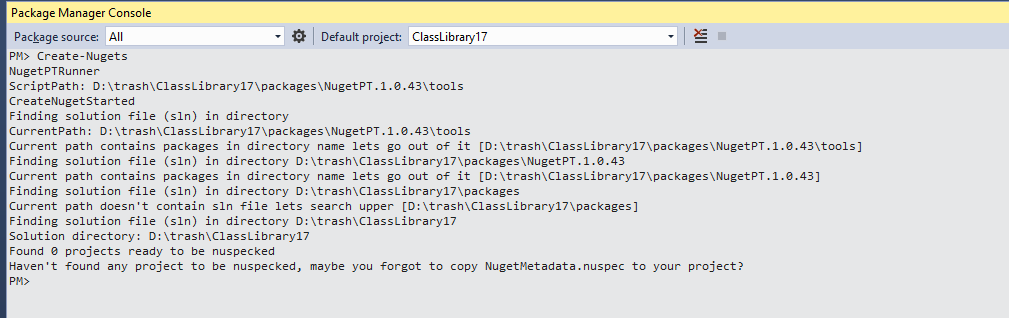 Package Manager Console
Package source: All Default project: ClassLibrary17
PM> Create-Nugets
NugetPTRunner
ScriptPath: D:\trash\ClassLibrary17\packages\NugetPT.1.0.43\tools
CreateNugetStarted
Finding solution file (sln) in directory
CurrentPath: D:\trash\ClassLibrary17\packages\NugetPT.1.0.43\tools
Current path contains packages in directory name lets go out of it [D:\trash\ClassLibrary17\packages\NugetPT.1.0.43\tools]
Finding solution file (sln) in directory D:\trash\ClassLibrary17\packages\NugetPT.1.0.43
Current path contains packages in directory name lets go out of it [D:\trash\ClassLibrary17\packages\NugetPT.1.0.43]
Finding solution file (sln) in directory D:\trash\ClassLibrary17\packages
Current path doesn't contain sln file lets search upper [D:\trash\ClassLibrary17\packages]
Finding solution file (sln) in directory D:\trash\ClassLibrary17
Solution directory: D:\trash\ClassLibrary17
Found 0 projects ready to be nuspecked
Haven't found any project to be nuspecked, maybe you forgot to copy NugetMetadata.nuspec to your project?
PM>